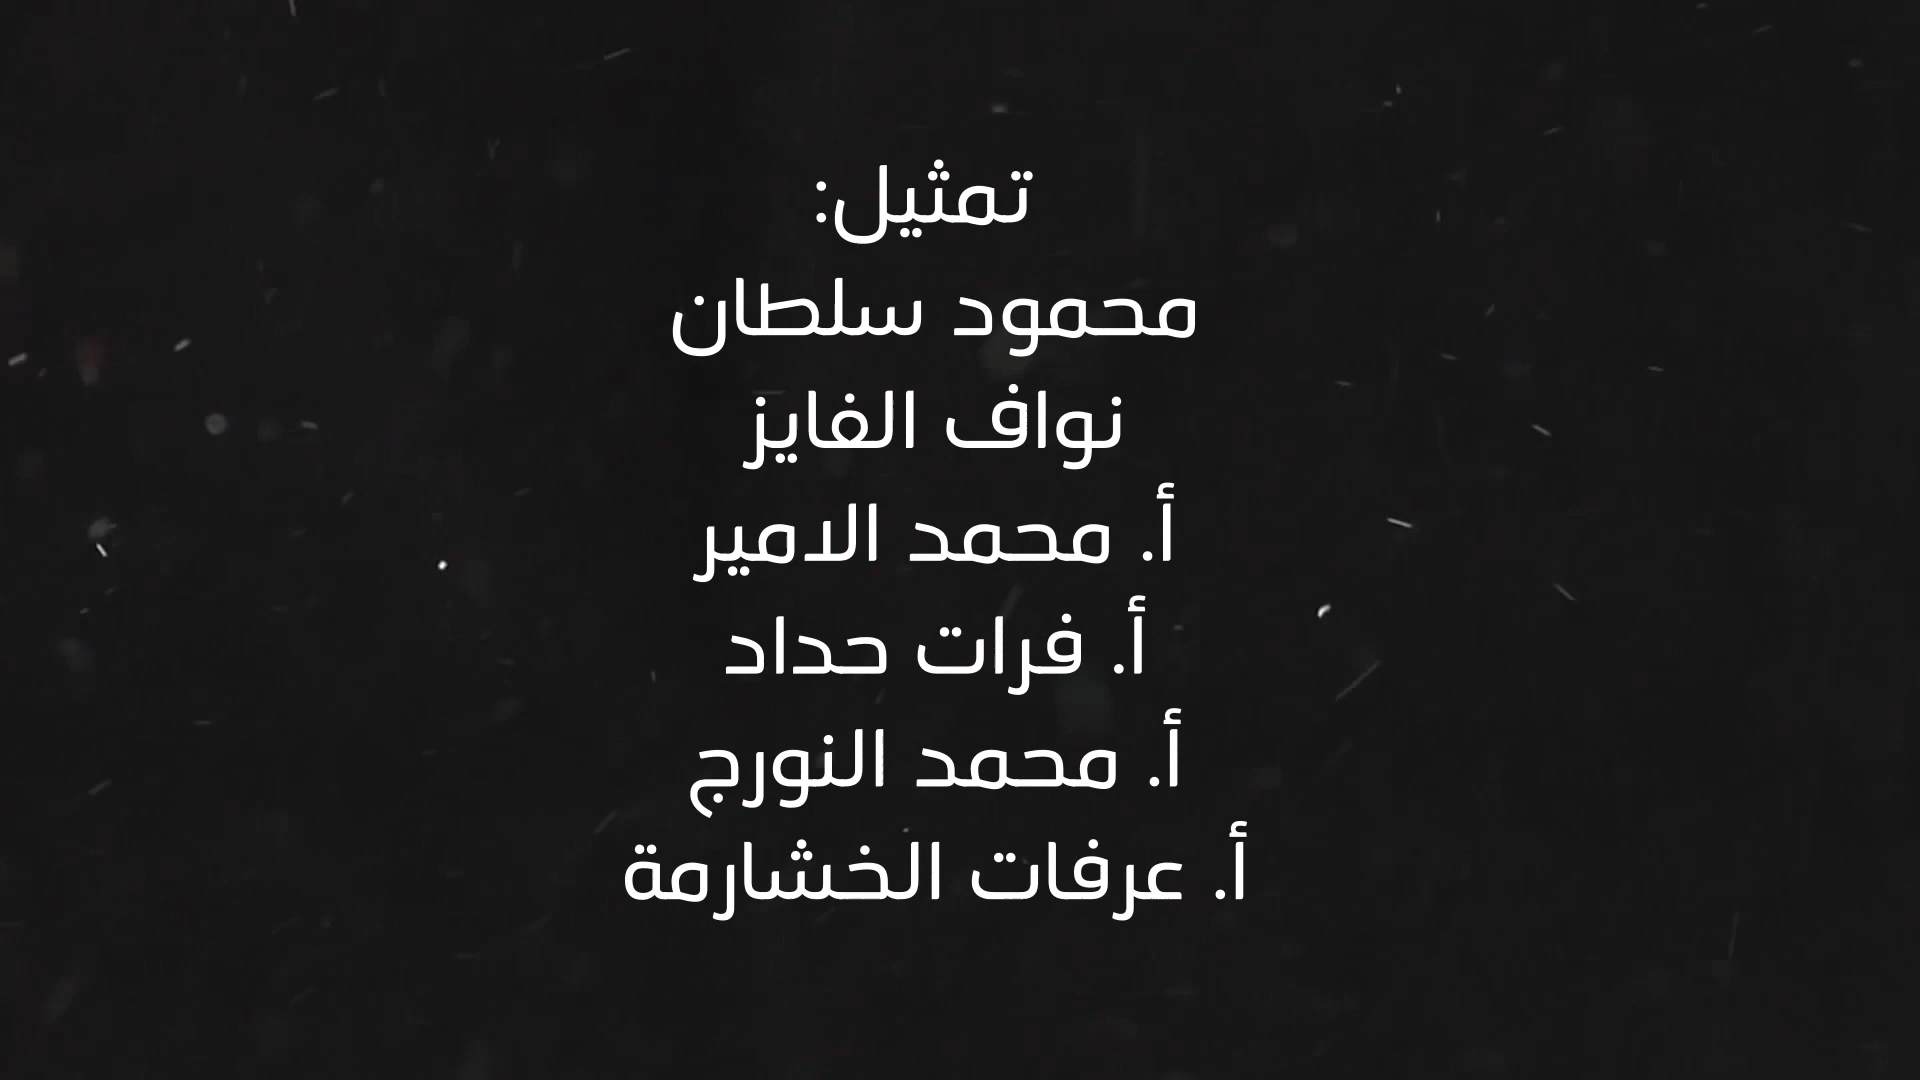 تمثيل:
محمود سلطان
نواف الفايز
أ. محمد الامير
أ. فرات حداد
أ. محمد النورج
أ. عرفات الخشارمة